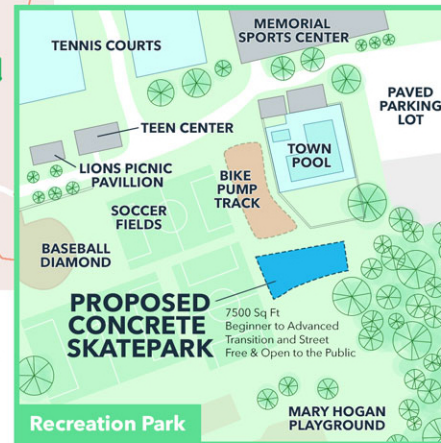 TENNIS COURTS
MEMORIAL
SPORTS CENTER
PAVED
PARKING
LOT
TEEN CENTER
LIONS PICNIC
PAVILLION
TOWN
POOL
BIKE
PUMP
TRACK
SOCCER
FIELDS
BASEBALL
DIAMOND
PROPOSED
CONCRETE
SKATEPARK
7500 Sq Ft
Beginner to Advanced
Transition and Street
Free & Open to the Public
Recreation Park
MARY HOGAN
PLAYGROUND